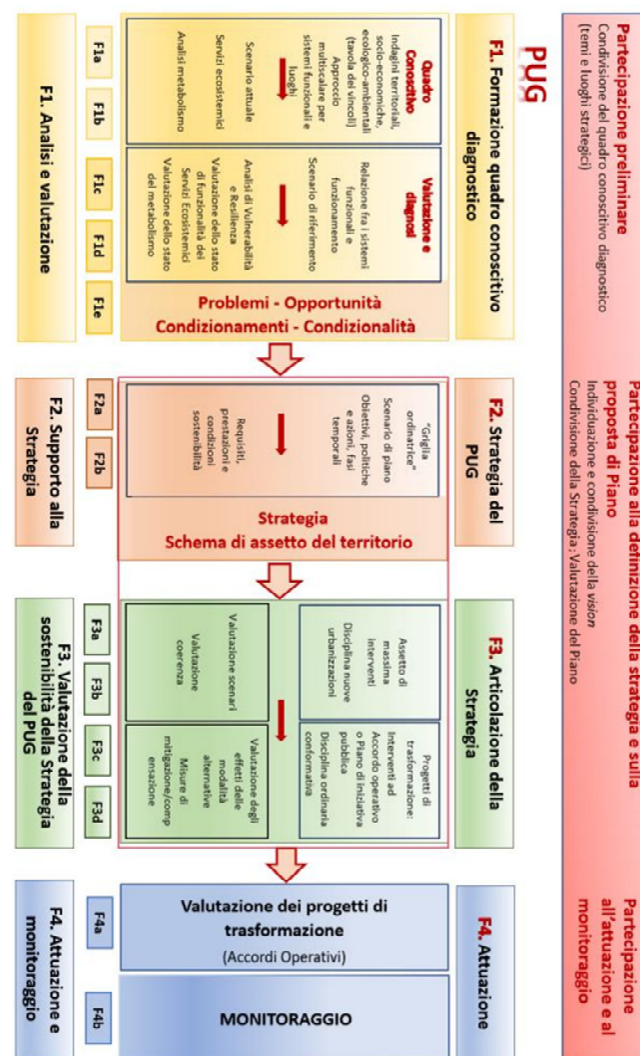 Partecipazione preliminare
Condivisione del quadro conoscitivo diagnostico
(temi e luoghi strategici)
Partecipazione alla definizione della strategia e sulla
proposta di Piano
Individuazione e condivisione della vision
Condivisione della Strategia ; Valutazione del Piano
Partecipazione
all'attuazione e al
monitoraggio
PUG
F1. Formazione quadro conoscitivo
diagnostico
Quadro
Conoscitivo
Indagini territoriali,
socio-economiche,
ecologico-ambientali
(tavola dei vincoli)
Approccio
multiscalare per
sistemi funzionali e
luoghi
Scenario attuale
Servizi ecosistemici
Analisi metabolismo
Valutazione e
diagnosi
Relazione fra i sistemi
funzionali e
funzionamento
Scenario di riferimento
Analisi di Vulnerabilità
e Resilienza
Valutazione dello stato
di funzionalità dei
Servizi Ecosistemici
Valutazione dello stato
del metabolismo
Problemi - Opportunità
Condizionamenti - Condizionalità
F1a
F1b
F1c
F1d
F1e
F1. Analisi e valutazione
F2. Strategia del
PUG
"Griglia
ordinatrice"
Scenario di piano
Obiettivi, politiche
e azioni, fasi
temporali
Requisiti,
prestazioni e
condizioni
sostenibilità
Strategia
Schema di assetto del territorio
F2a
F2b
F2. Supporto alla
Strategia
F3. Articolazione della
Strategia
Assetto di
massima
interventi
Disciplina nuove
urbanizzazioni
Progetti di
trasformazione:
Interventi ad
Accordo operativo
o Piano di iniziativa
pubblica
Disciplina ordinaria
conformativa
Valutazione scenari
Valutazione
coerenza
Valutazione degli
effetti delle
modalità
alternative
Misure di
mitigazione/comp
ensazione
F3a
F3b
F3c
F3d
F3. Valutazione della
sostenibilità della Strategia
del PUG
F4. Attuazione
Valutazione dei progetti di
trasformazione
(Accordi Operativi)
MONITORAGGIO
F4a
F4b
F4. Attuazione e
monitoraggio